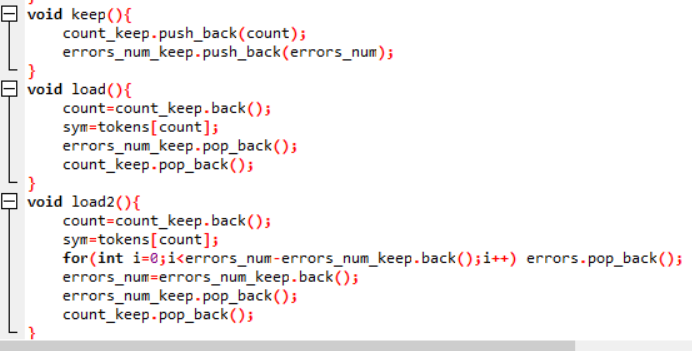 }
void keep(){
count_keep.push_back(count);
errors_num_keep.push_back(errors_num);
}
void load(){
count=count_keep.back();
sym=tokens[count];
errors_num_keep.pop_back();
count_keep.pop_back();
}
void load2(){
count=count_keep.back();
sym=tokens[count];
for(int i=0;i<errors_num-errors_num_keep.back();i++) errors.pop_back();
errors_num=errors_num_keep.back();
errors_num_keep.pop_back();
count_keep.pop_back();
}